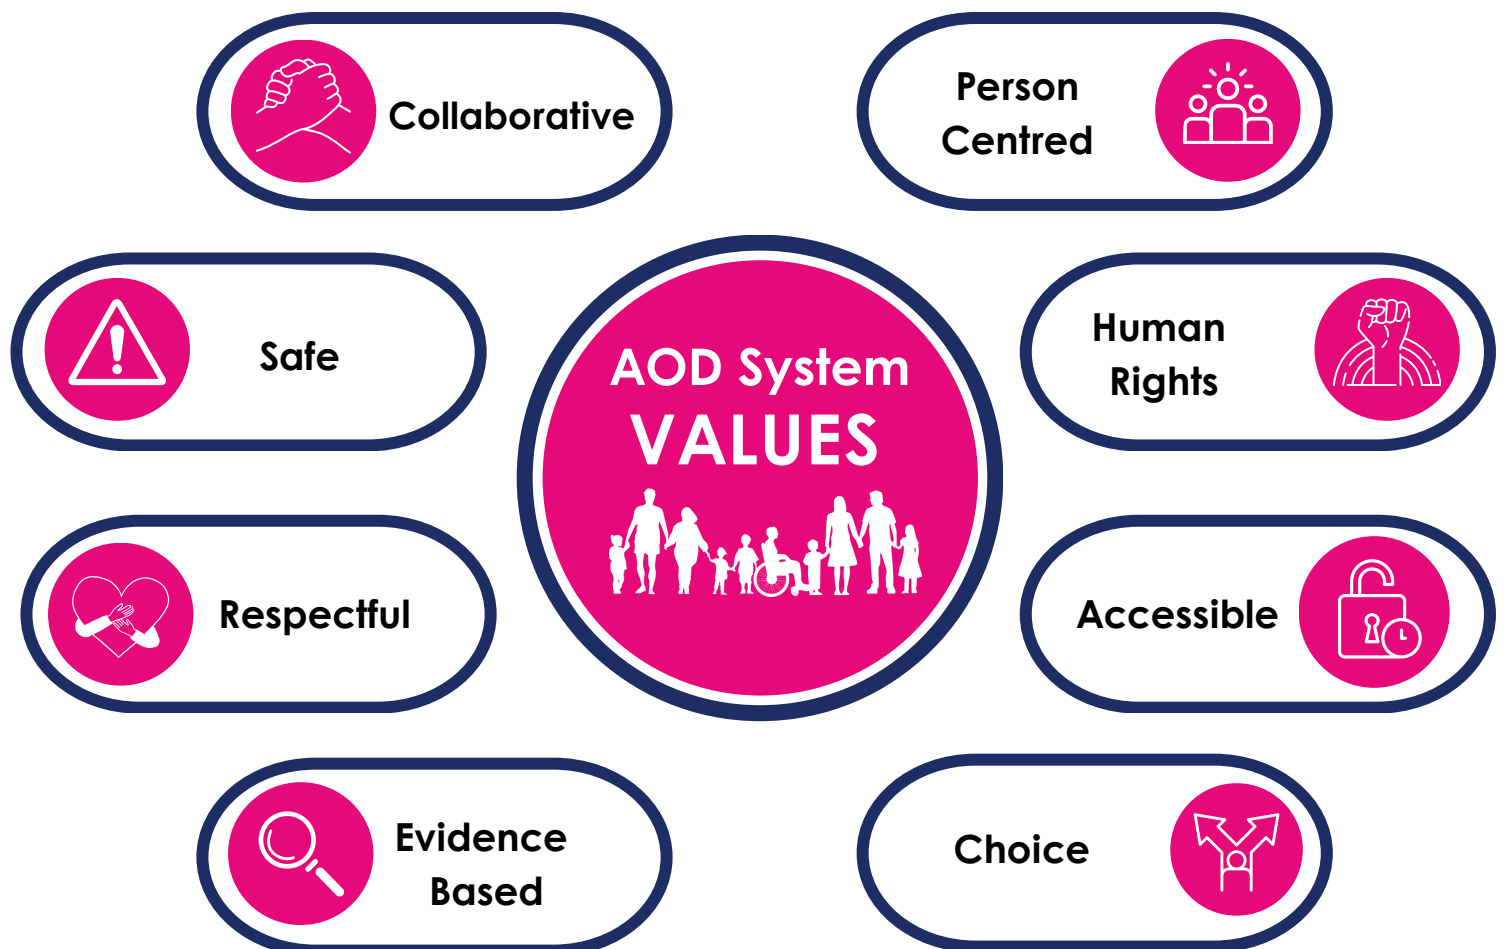 Collaborative
Person
Centred
Safe
AOD System
VALUES
Human
Rights
Respectful
Accessible
Evidence
Based
Choice